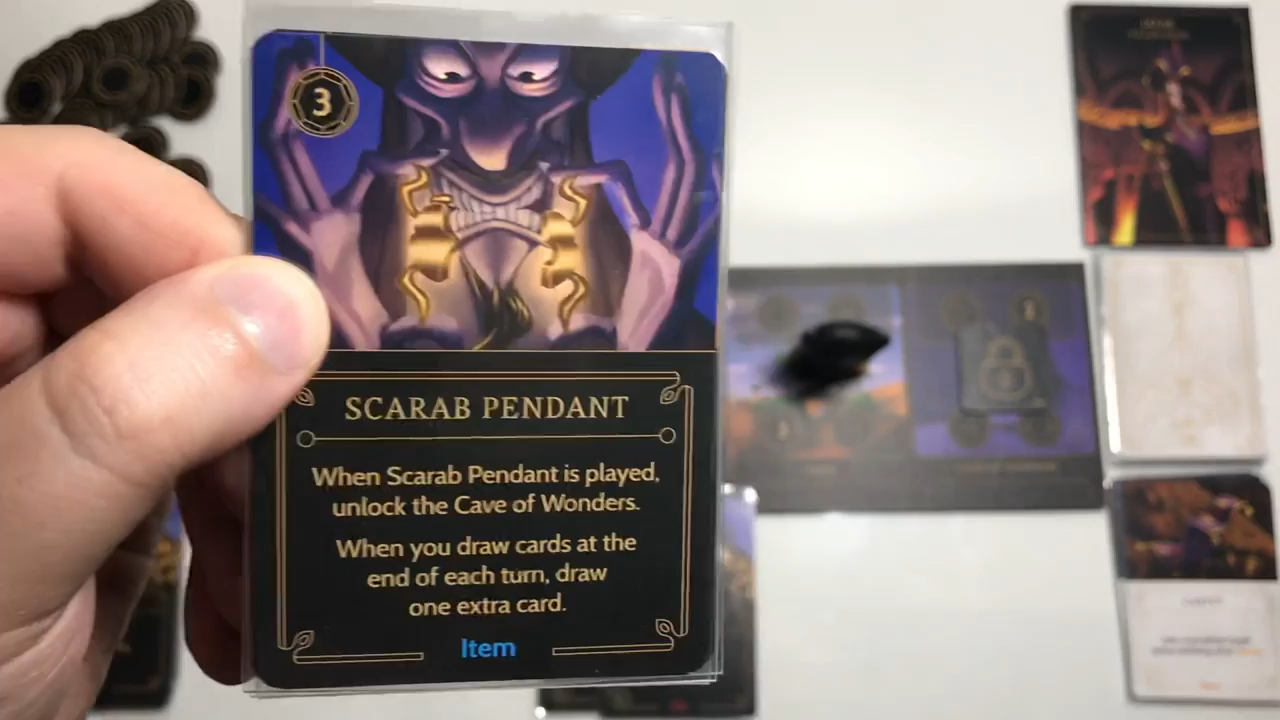 3
SCARAB PENDANT
When Scarab Pendant is played,
unlock the Cave of Wonders.
When you draw cards at the
end of each turn, draw
one extra card.
Item